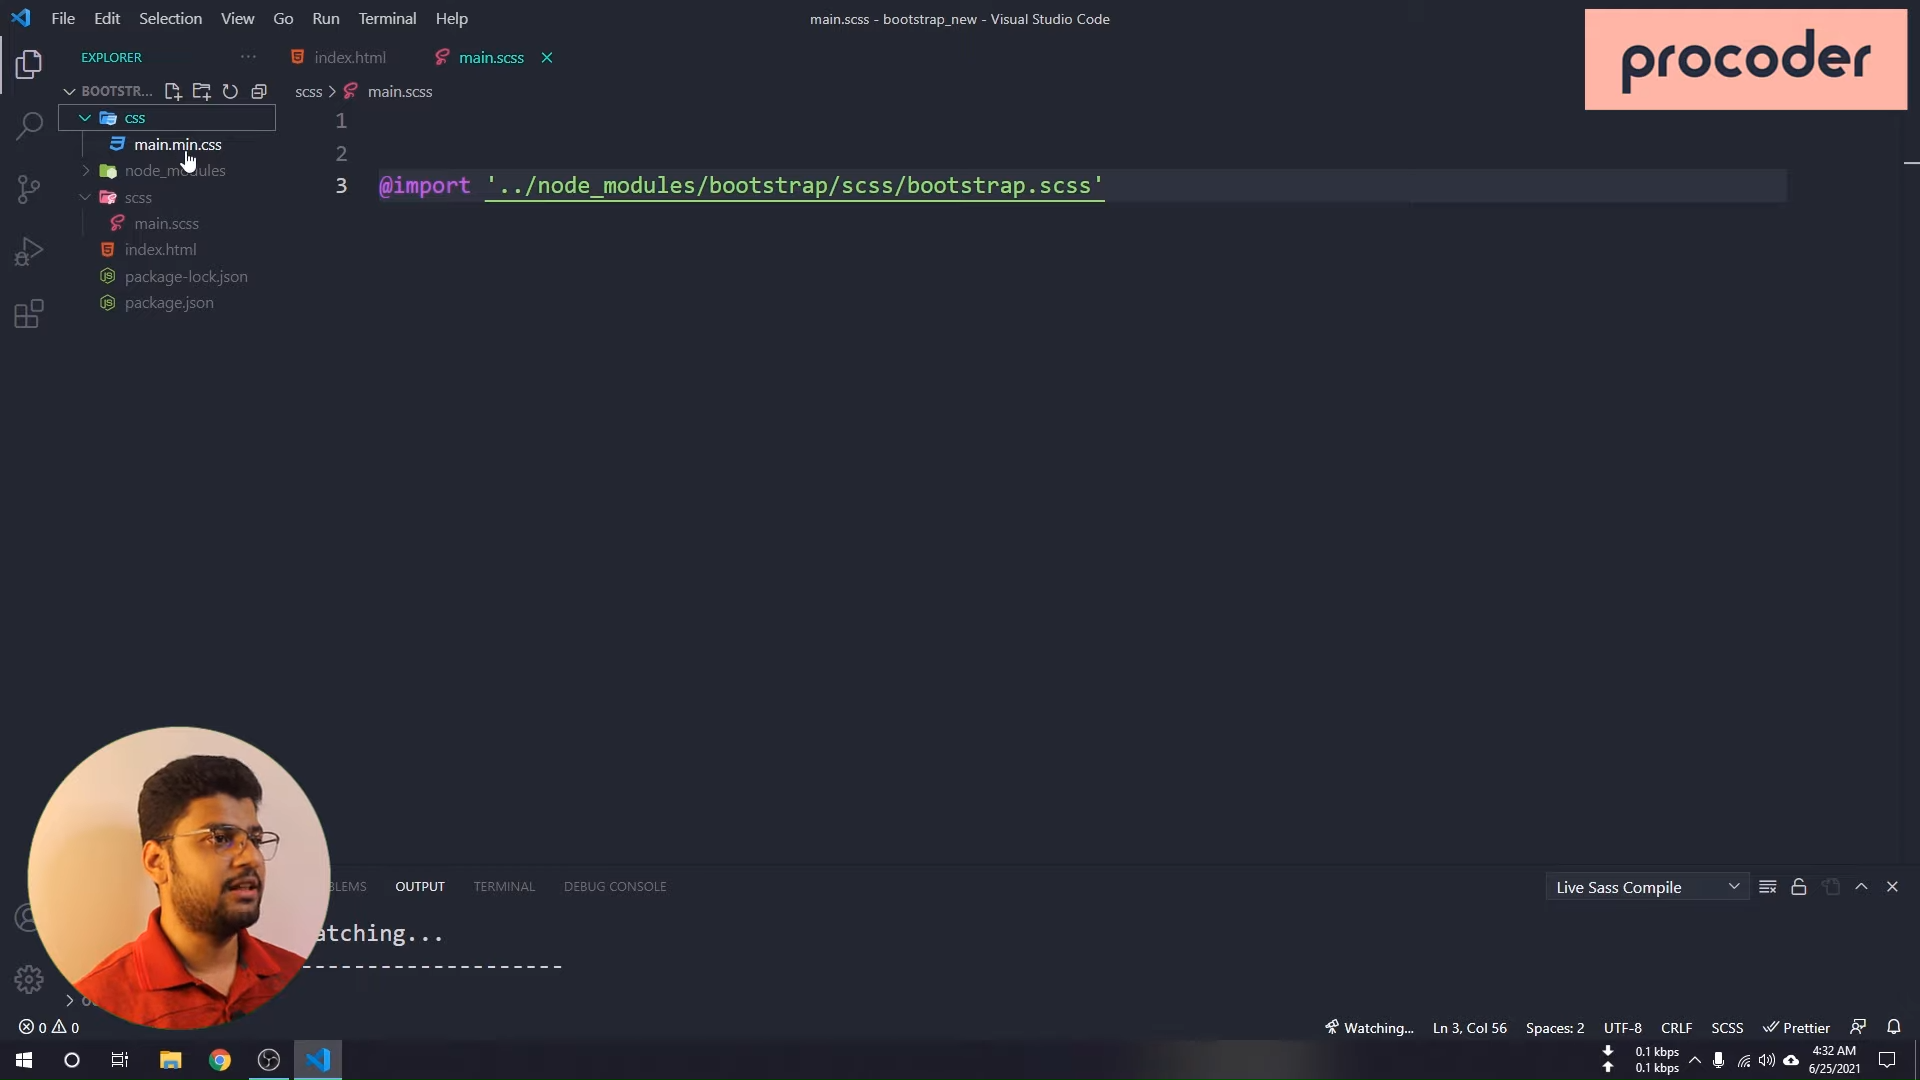 File Edit Selection View Go Run Terminal Help
main.scss - bootstrap_new - Visual Studio Code
procoder
EXPLORER
index.html
main.scss
BOOTSTR...
scss > main.scss
css
main.min.css
node_modules
scss
main.scss
index.html
package-lock.json
package.json
1
2
3 @import '../node_modules/bootstrap/scss/bootstrap.scss'
BLEMS OUTPUT TERMINAL DEBUG CONSOLE
Live Sass Compile
atching...
--------------------
0 0
Watching... Ln 3, Col 56 Spaces: 2 UTF-8 CRLF SCSS Prettier
0.1 kbps
0.1 kbps
4:32 AM
6/25/2021